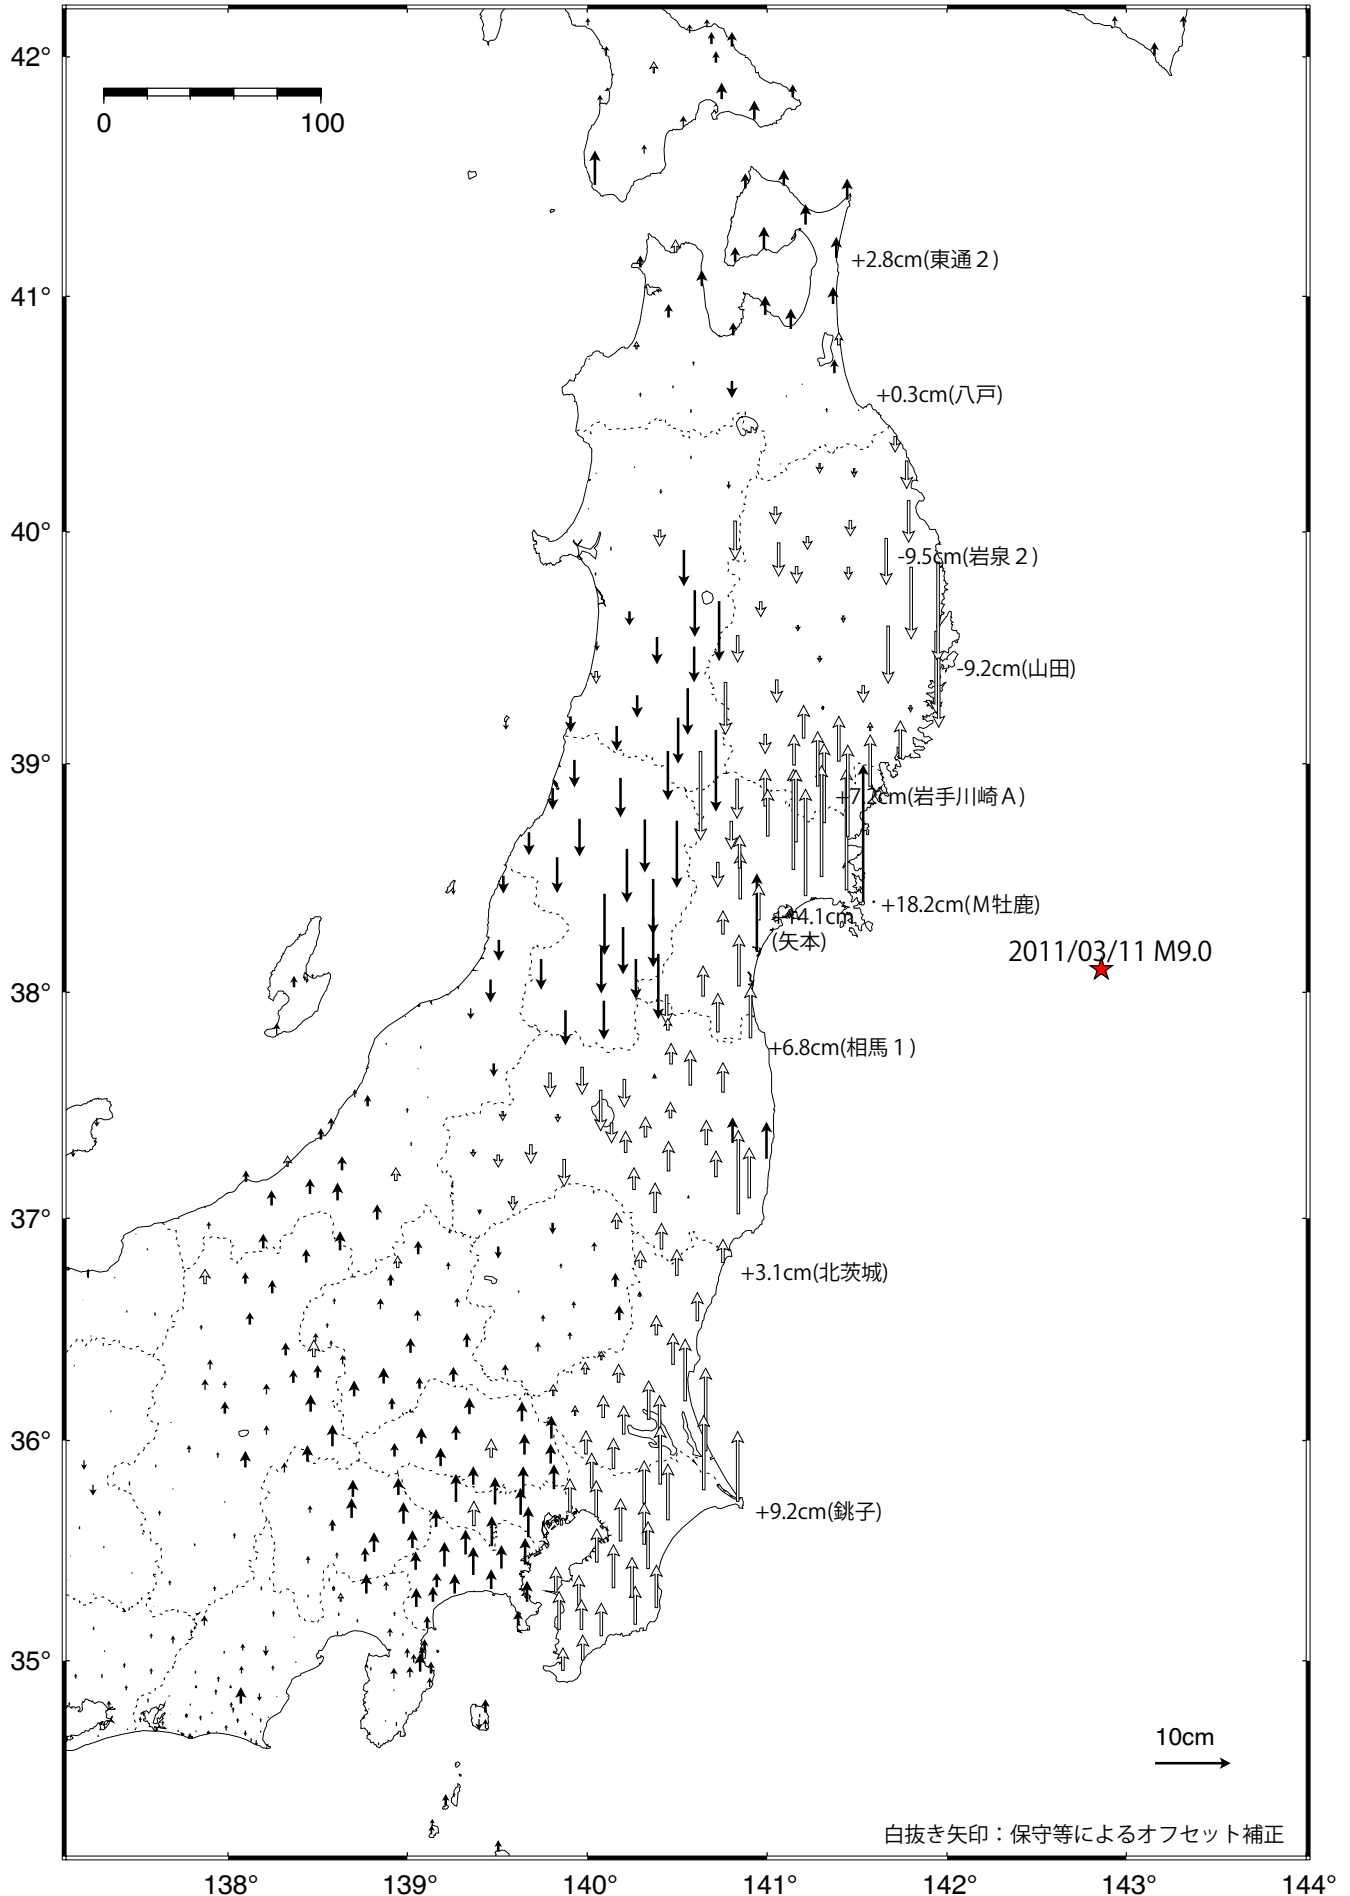 42°
0 100
+2.8cm(東通２)
41°
+0.3cm(八戸)
40°
-9.5cm(岩泉２)
-9.2cm(山田)
39°
+7.2cm(岩手川崎Ａ)
+18.2cm(Ｍ牡鹿)
+14.1cm
(矢本)
2011/03/11 M9.0
38°
+6.8cm(相馬１)
37°
+3.1cm(北茨城)
36°
+9.2cm(銚子)
35°
10cm
白抜き矢印：保守等によるオフセット補正
138° 139° 140° 141° 142° 143° 144°